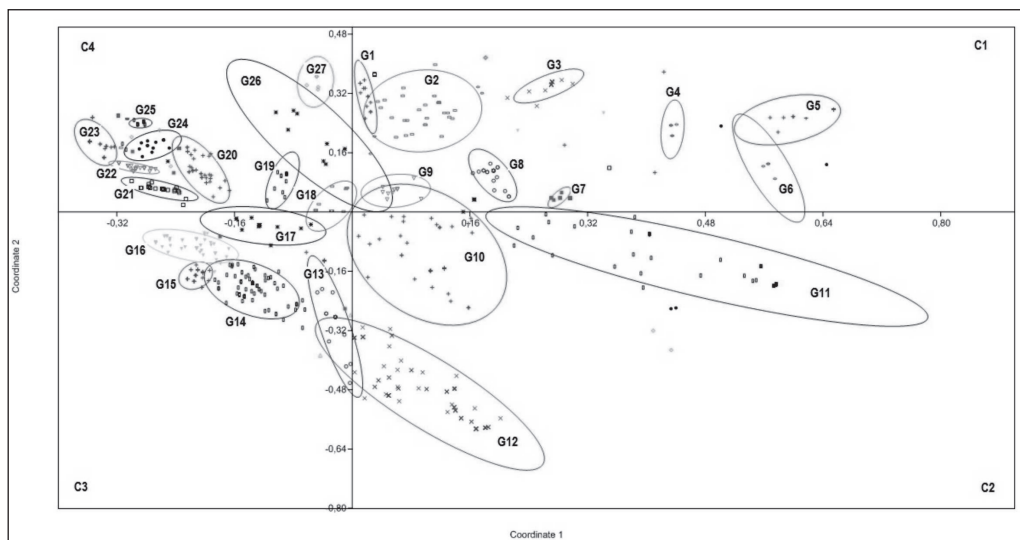 C4
C1
0,48
G1
G27
G3
G26
G2
0,32
G4
G5
G25
G24
G23
0,16
G20
G19
G8
G22
G9
G6
G21
G18
G7
-0,32
-0,16
0,16
0,32
0,48
0,64
0,80
G17
G16
G10
-0,16
G13
G15
G11
G14
-0,32
-0,48
G12
-0,64
C3
C2
-0,80
Coordinate 2
Coordinate 1